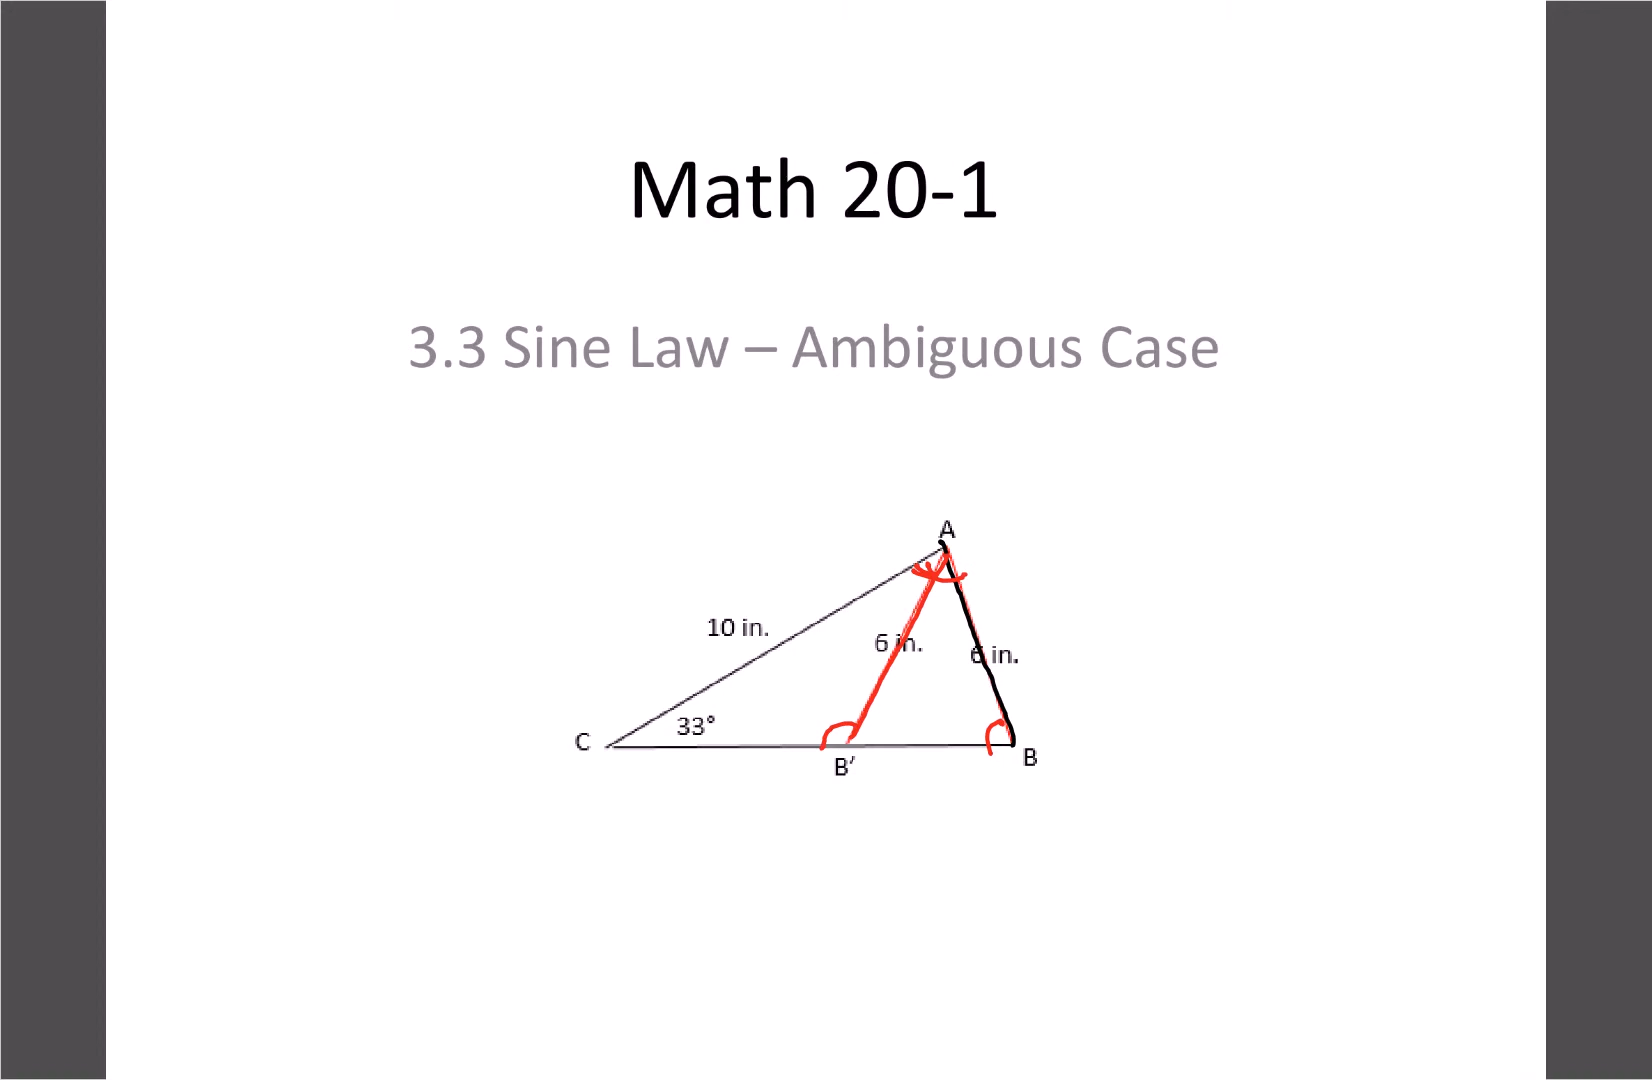 Math 20-1
3.3 Sine Law – Ambiguous Case
A
10 in.
6 in.
6 in.
33°
C
B′
B